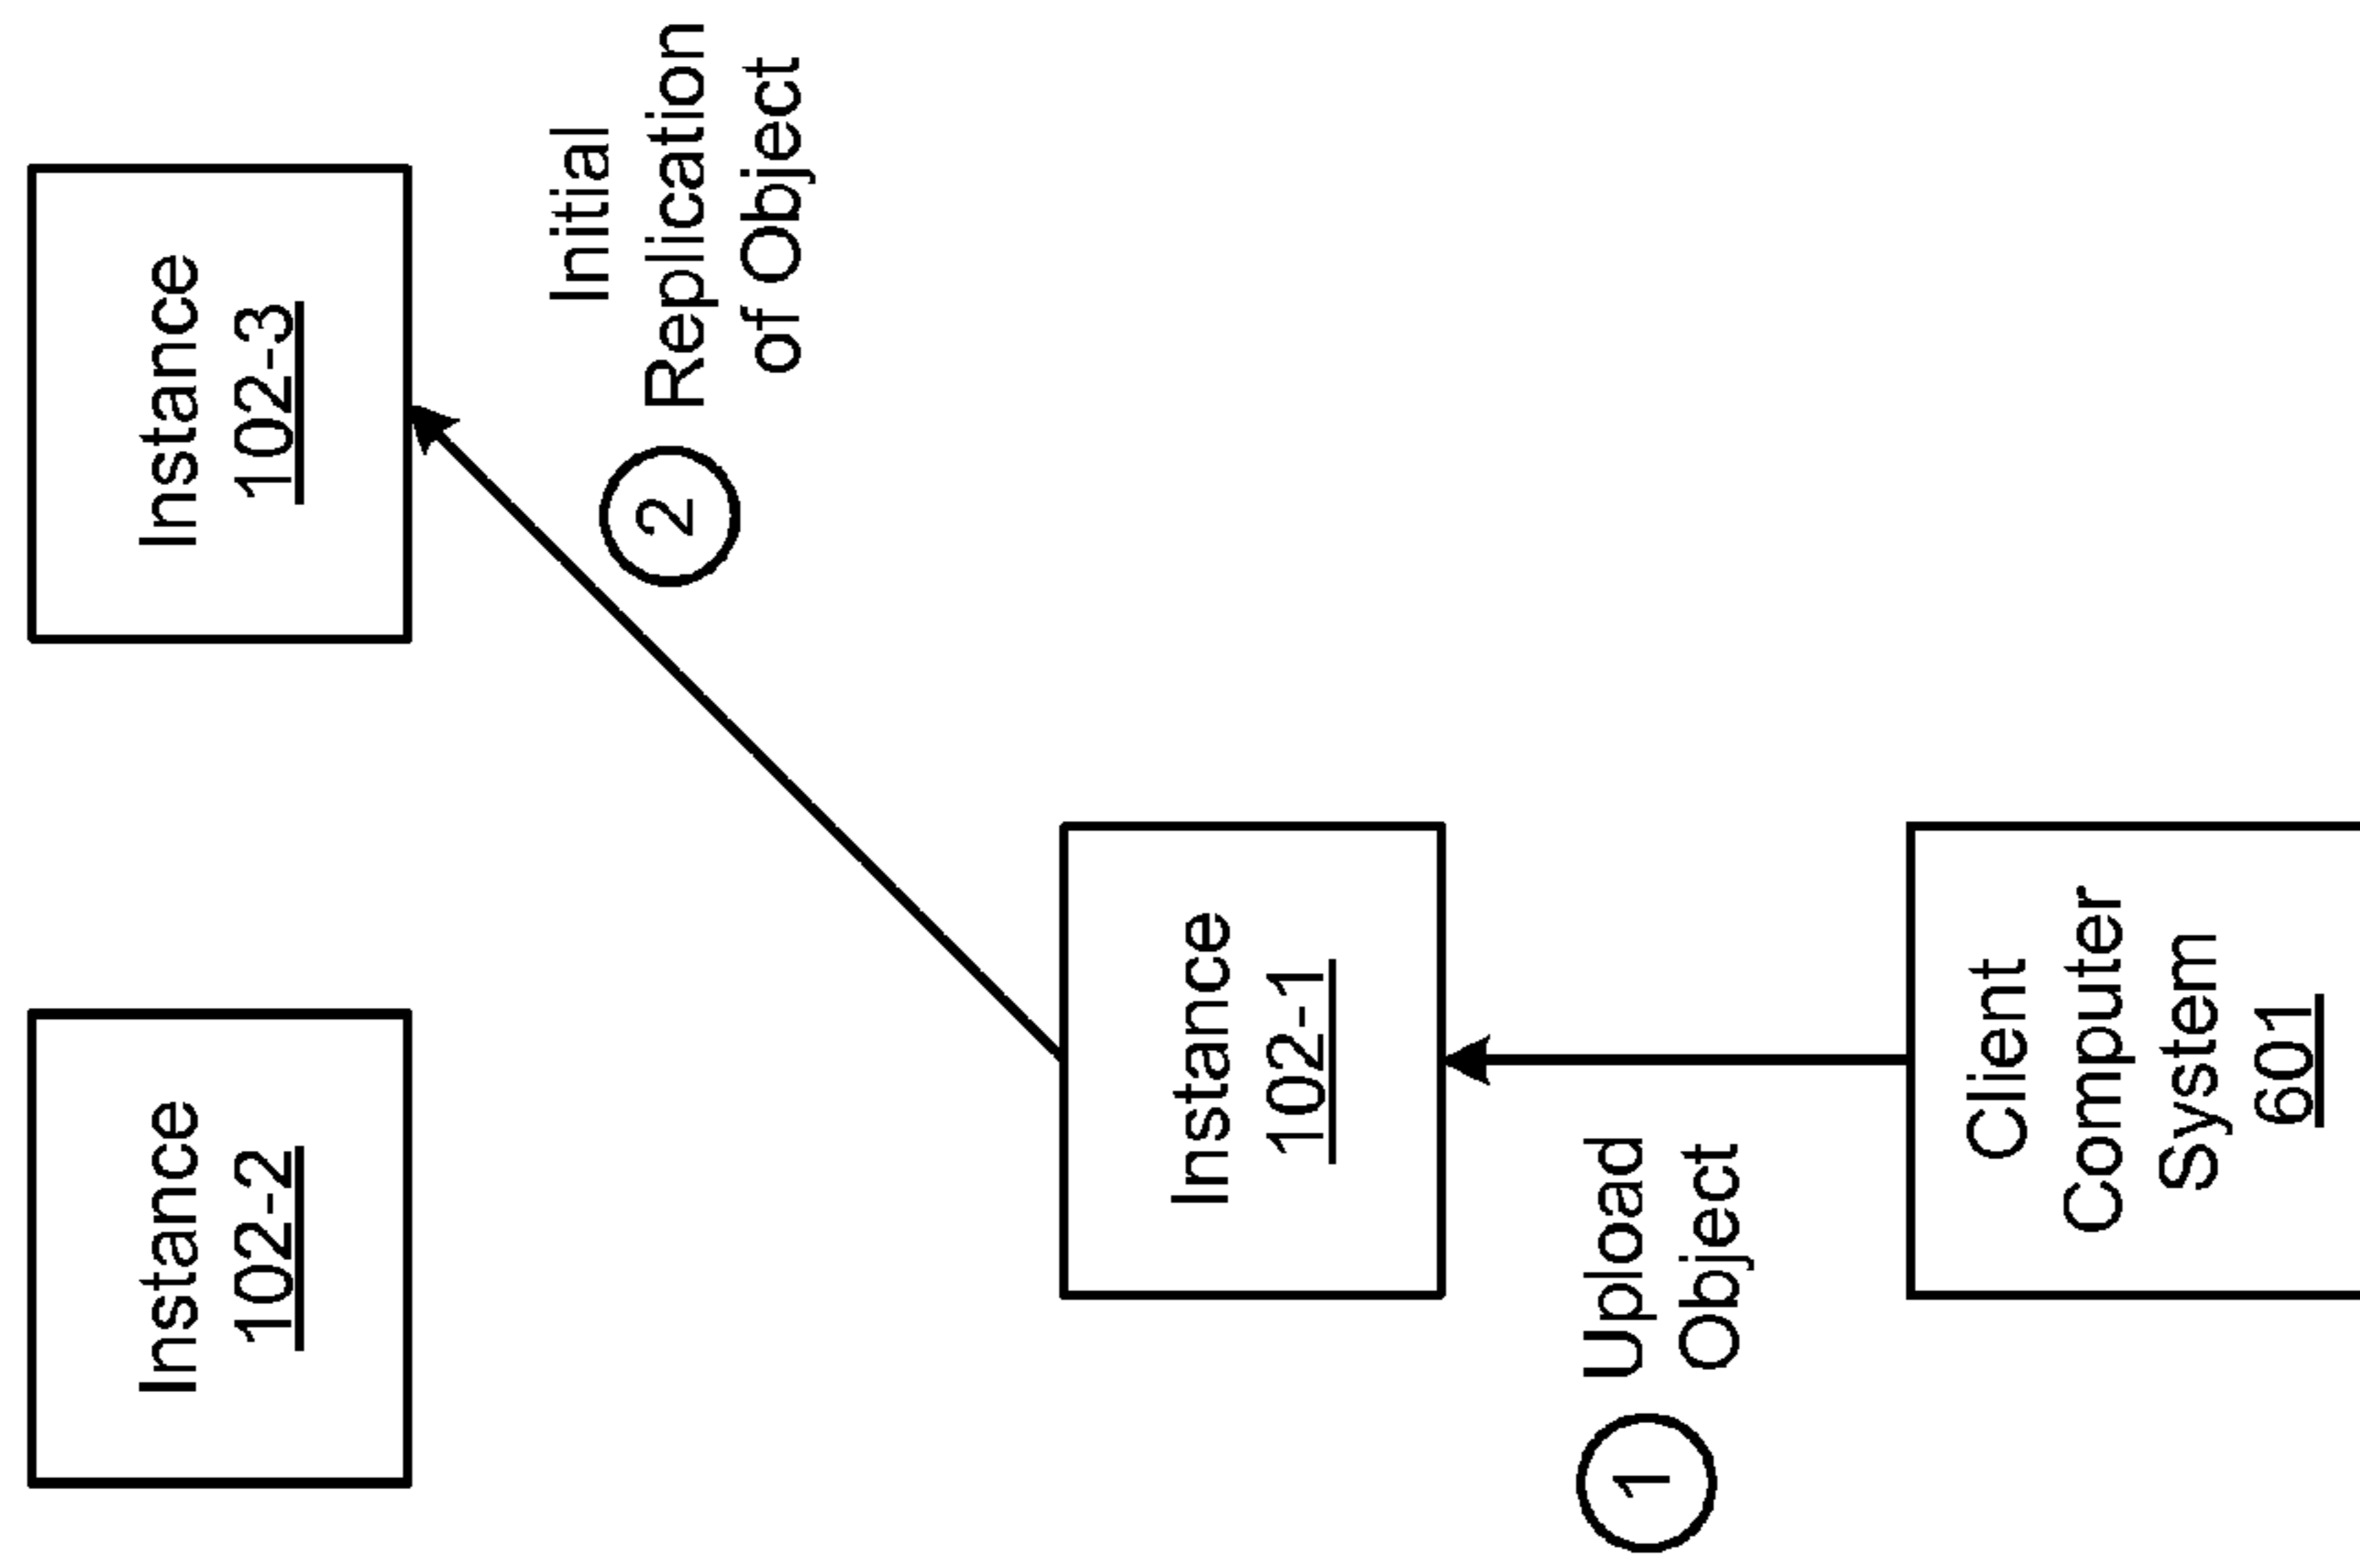 Instance
102-2
Instance
102-3
2
Initial
Replication
of Object
Instance
102-1
1
Upload
Object
Client
Computer
System
601